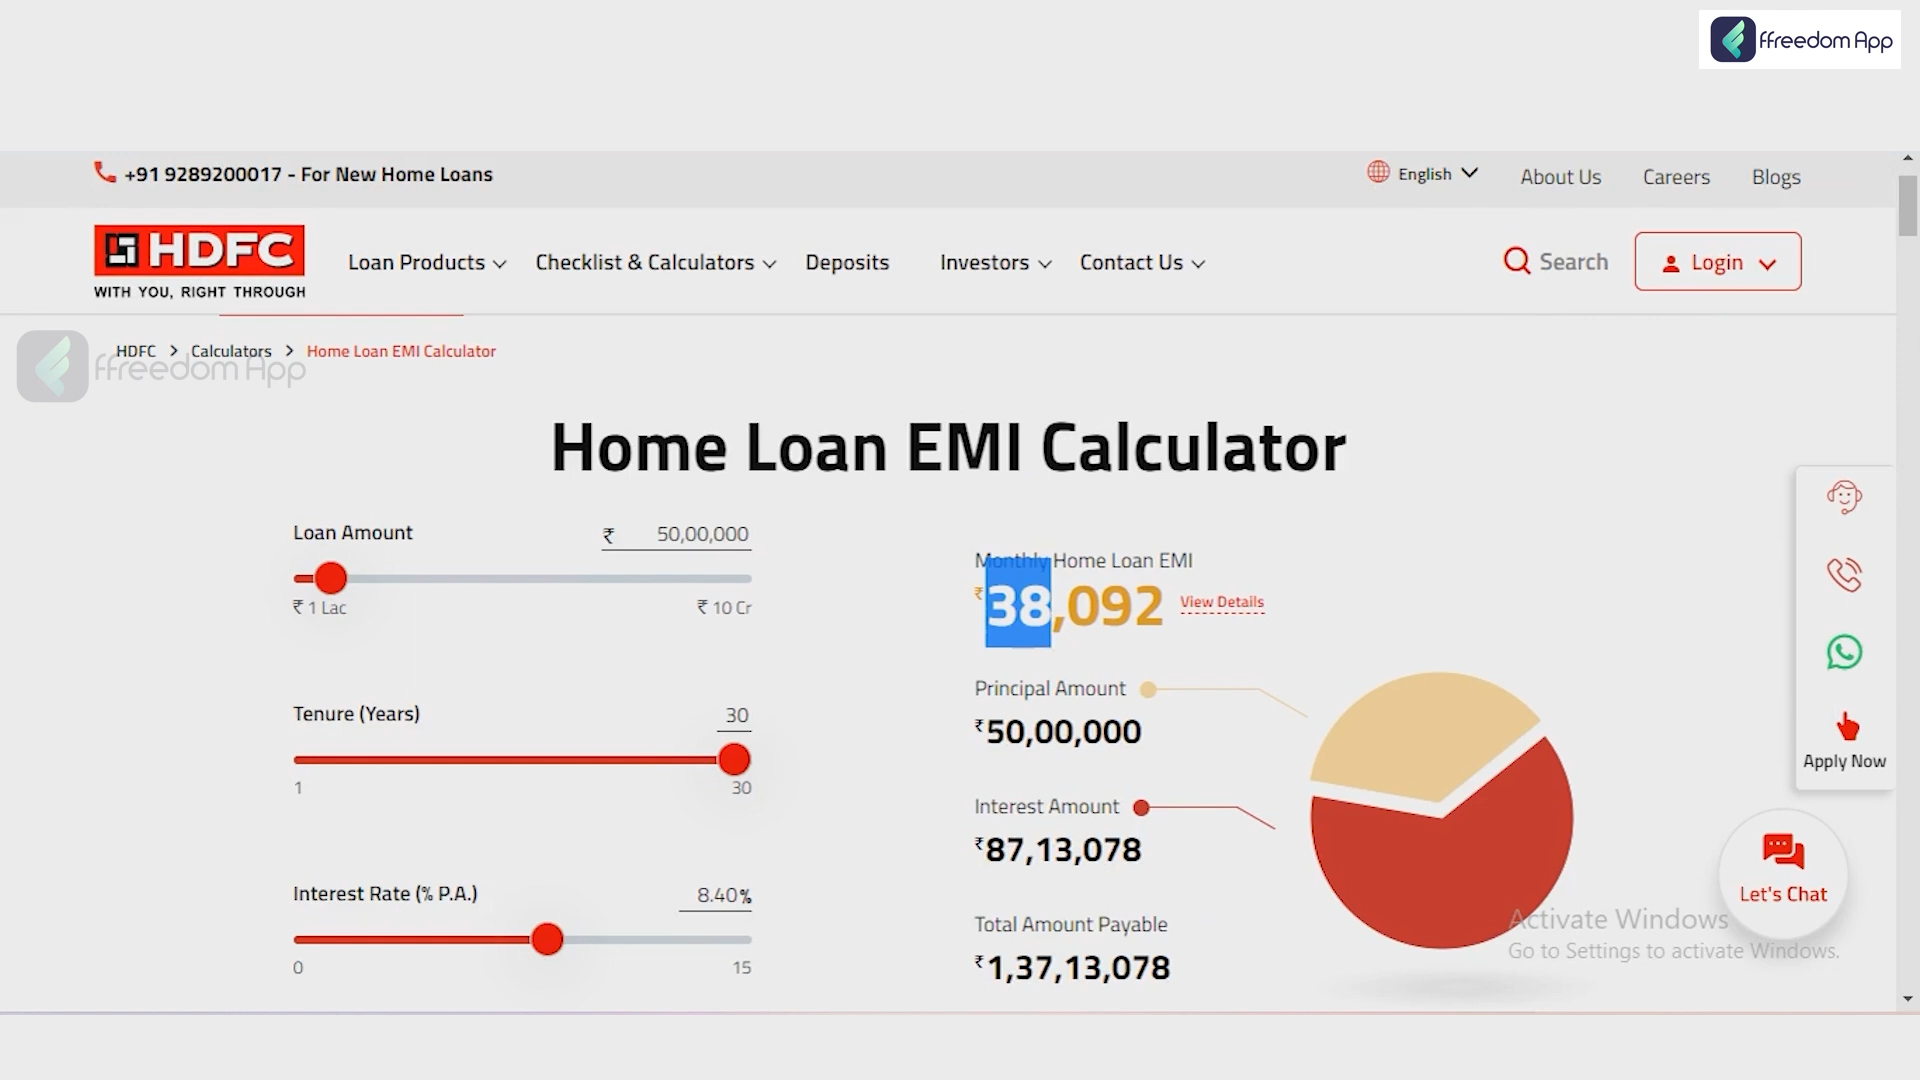 ffreedom App
+91 9289200017 - For New Home Loans
English
About Us
Careers
Blogs
HDFC
WITH YOU, RIGHT THROUGH
Loan Products
Checklist & Calculators
Deposits
Investors
Contact Us
Search
Login
HDFC > Calculators > Home Loan EMI Calculator
ffreedom App
Home Loan EMI Calculator
Loan Amount
₹ 50,00,000
₹ 1 Lac
₹ 10 Cr
Tenure (Years)
30
1
30
Interest Rate (% P.A.)
8.40%
0
15
Monthly Home Loan EMI
₹38,092
View Details
Principal Amount
₹50,00,000
Interest Amount
₹87,13,078
Total Amount Payable
₹1,37,13,078
Apply Now
Let's Chat
Activate Windows
Go to Settings to activate Windows.